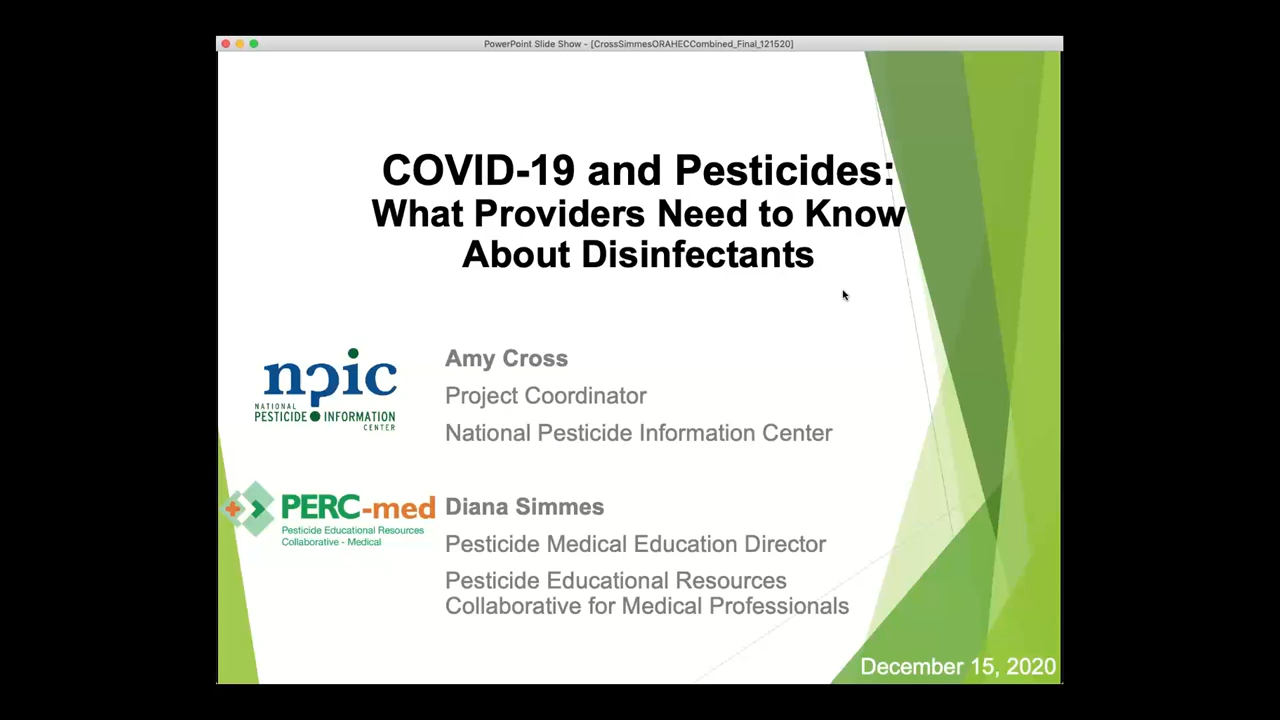 PowerPoint Slide Show - [CrossSimmesORAHECCombined_Final_121520]
COVID-19 and Pesticides:
What Providers Need to Know
About Disinfectants
npic
NATIONAL
PESTICIDE INFORMATION
CENTER
Amy Cross
Project Coordinator
National Pesticide Information Center
PERC-med
Pesticide Educational Resources
Collaborative - Medical
Diana Simmes
Pesticide Medical Education Director
Pesticide Educational Resources
Collaborative for Medical Professionals
December 15, 2020